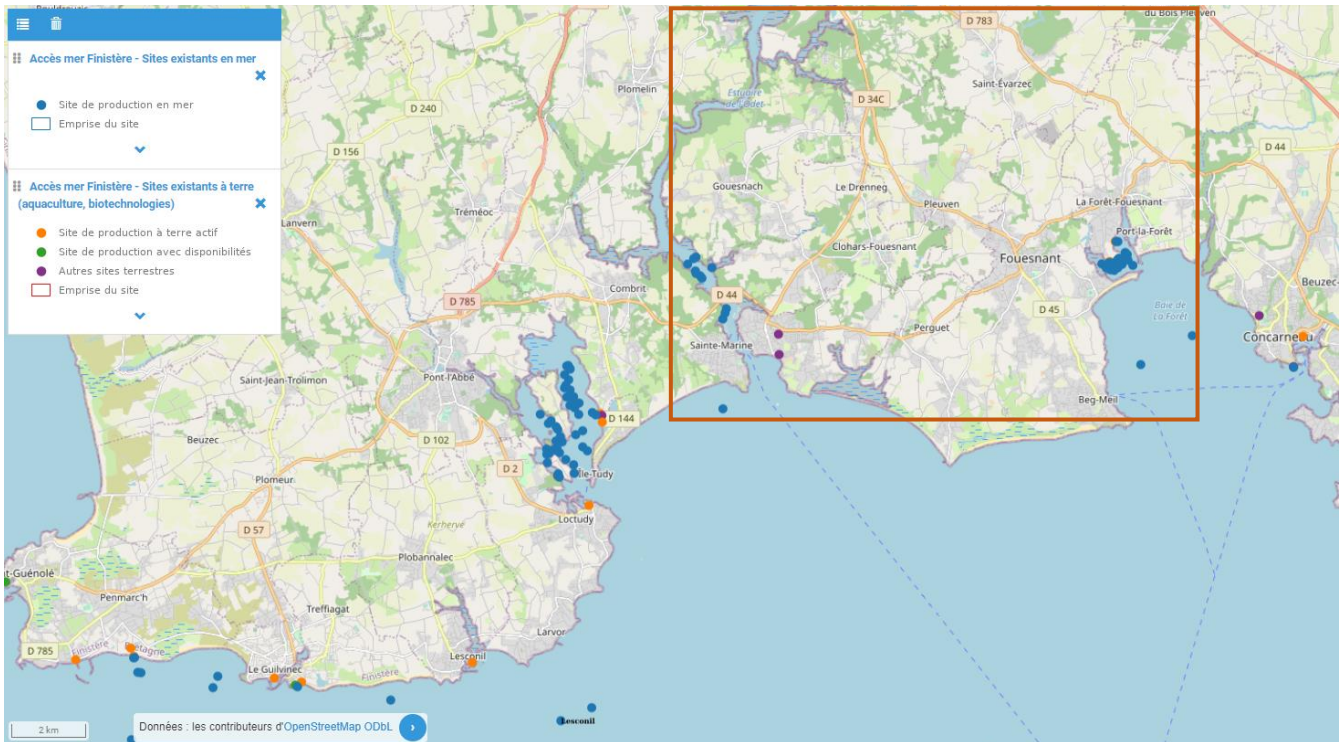 Accès mer Finistère - Sites existants en mer
Site de production en mer
Emprise du site
Accès mer Finistère - Sites existants à terre
(aquaculture, biotechnologies)
Site de production à terre actif
Site de production avec disponibilités
Autres sites terrestres
Emprise du site
du Bois Pleuven
D 783
Plomelin
Saint-Évarzec
Estuaire
de l'Odet
D 34C
D 240
D 44
D 156
Gouesnach
Le Drenneg
Pleuven
La Forêt-Fouesnant
Tréméoc
Lanvern
Port-la-Forêt
Clohars-Fouesnant
Fouesnant
Combrit
Beuzec-
D 785
D 44
D 45
Baie de
La Forêt
Perguet
Sainte-Marine
Concarneau
Saint-Jean-Trolimon
Pont-l'Abbé
Beg-Meil
D 144
Beuzec
D 102
D 2
Île-Tudy
Plomeur
Loctudy
Kerhervé
D 57
Plobannalec
t-Guénolé
Penmarc'h
Treffiagat
Larvor
Finistère
Bretagne
D 785
Lesconil
Le Guilvinec
Finistère
Lesconil
2 km
Données : les contributeurs d'OpenStreetMap ODbL